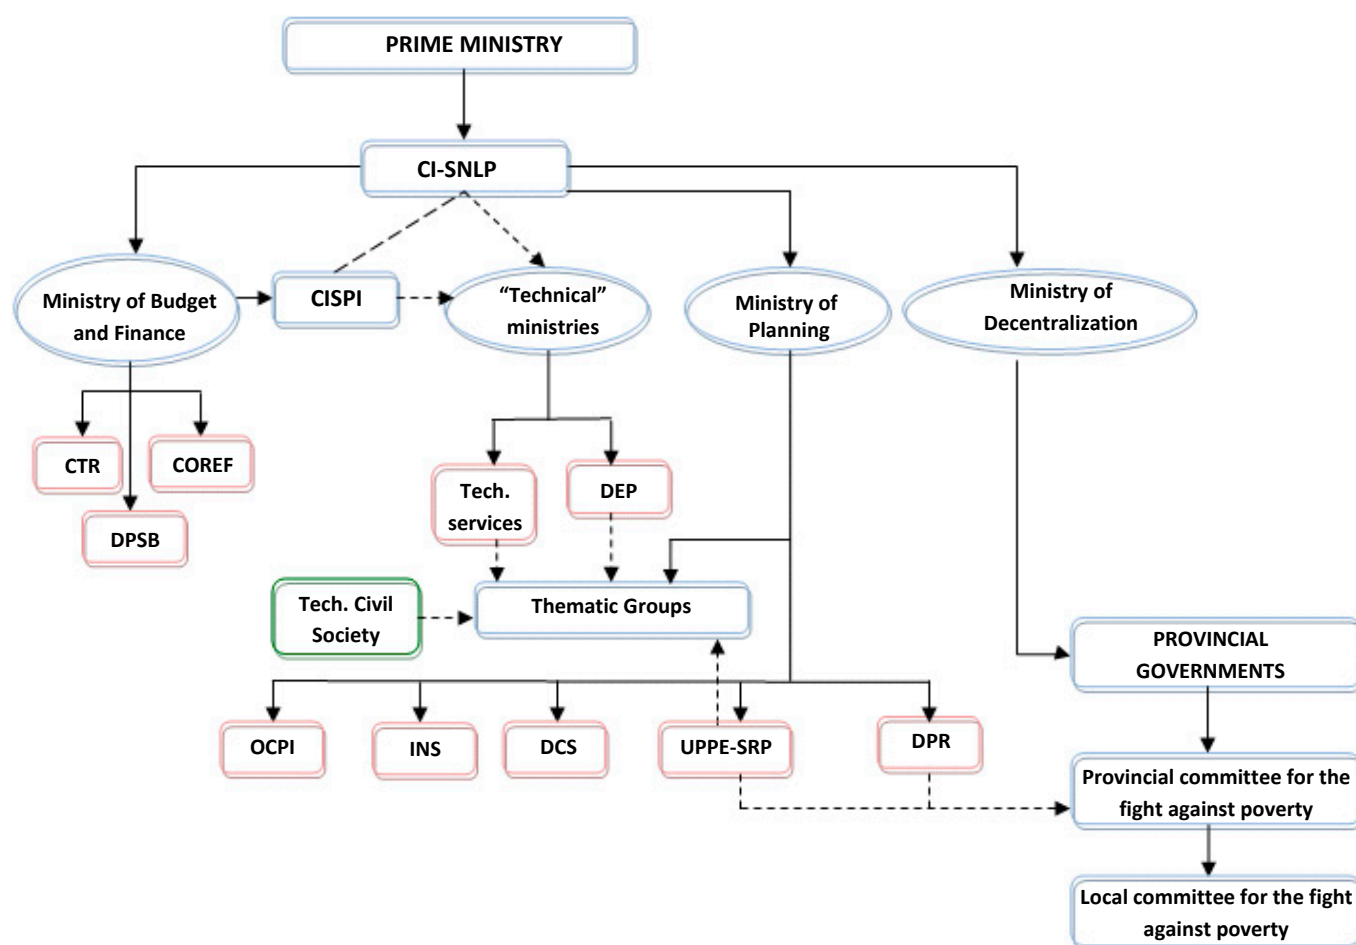 PRIME MINISTRY
CI-SNLP
Ministry of Budget
and Finance
CISPI
“Technical”
ministries
Ministry of
Planning
Ministry of
Decentralization
CTR
COREF
DPSB
Tech.
services
DEP
Tech. Civil
Society
Thematic Groups
PROVINCIAL
GOVERNMENTS
OCPI
INS
DCS
UPPE-SRP
DPR
Provincial committee for the
fight against poverty
Local committee for the fight
against poverty